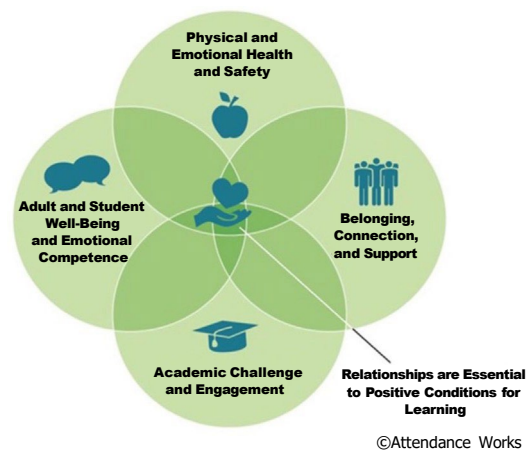 Physical and
Emotional Health
and Safety
Adult and Student
Well-Being
and Emotional
Competence
Belonging,
Connection,
and Support
Academic Challenge
and Engagement
Relationships are Essential
to Positive Conditions for
Learning
©Attendance Works